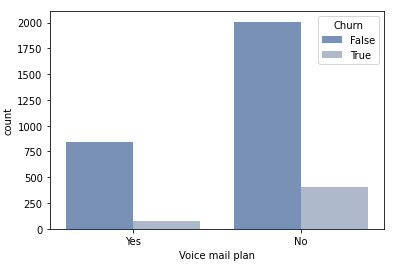 Churn
False
True
2000
1750
1500
1250
1000
750
500
250
0
count
Yes
No
Voice mail plan